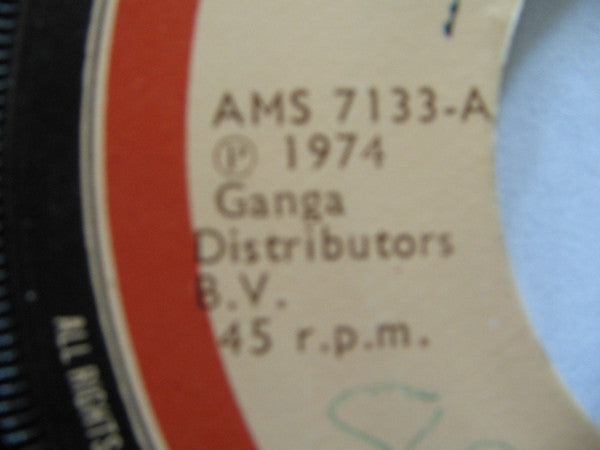 AMS 7133-A
℗ 1974
Ganga
Distributors
B.V.
45 r.p.m.
ALL RIGHTS